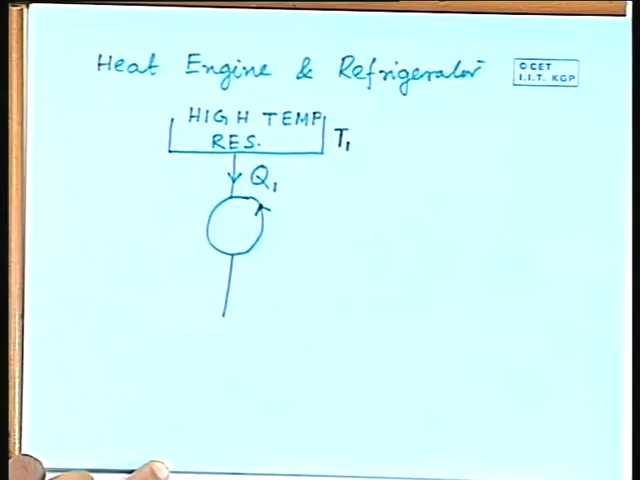 Heat Engine & Refrigerator
© CET
I.I.T. KGP
HIGH TEMP
RES.
T1
Q1